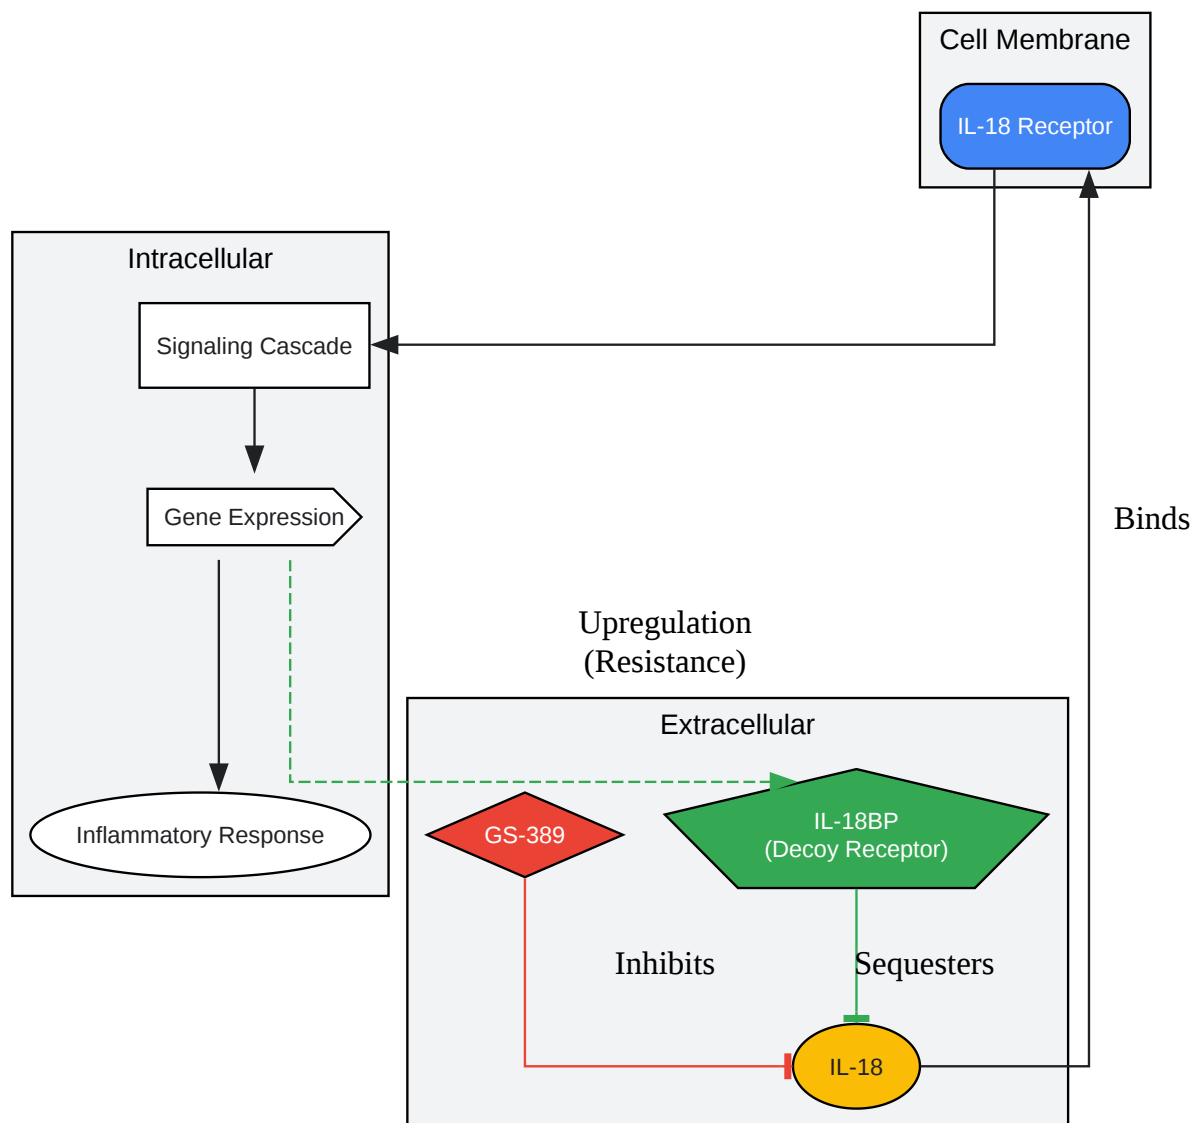 Cell Membrane
IL-18 Receptor
Intracellular
Signaling Cascade
Gene Expression
Binds
Upregulation
(Resistance)
Extracellular
IL-18BP
(Decoy Receptor)
GS-389
Inflammatory Response
Inhibits
Sequesters
IL-18